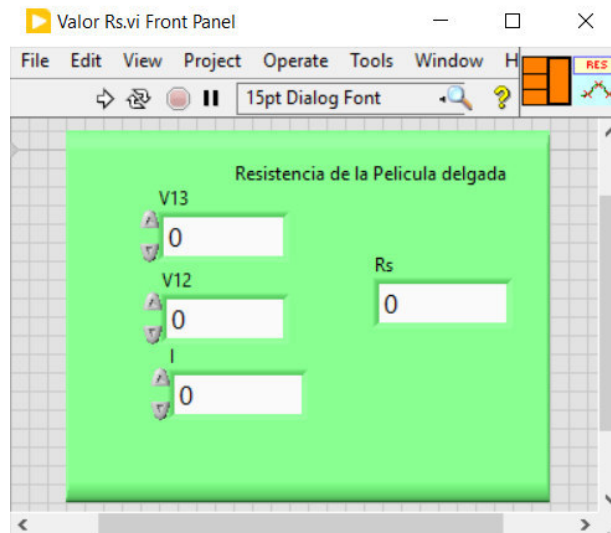 Valor Rs.vi Front Panel
File Edit View Project Operate Tools Window H
RES
15pt Dialog Font
?
Resistencia de la Pelicula delgada
V13
0
V12
0
I
0
Rs
0